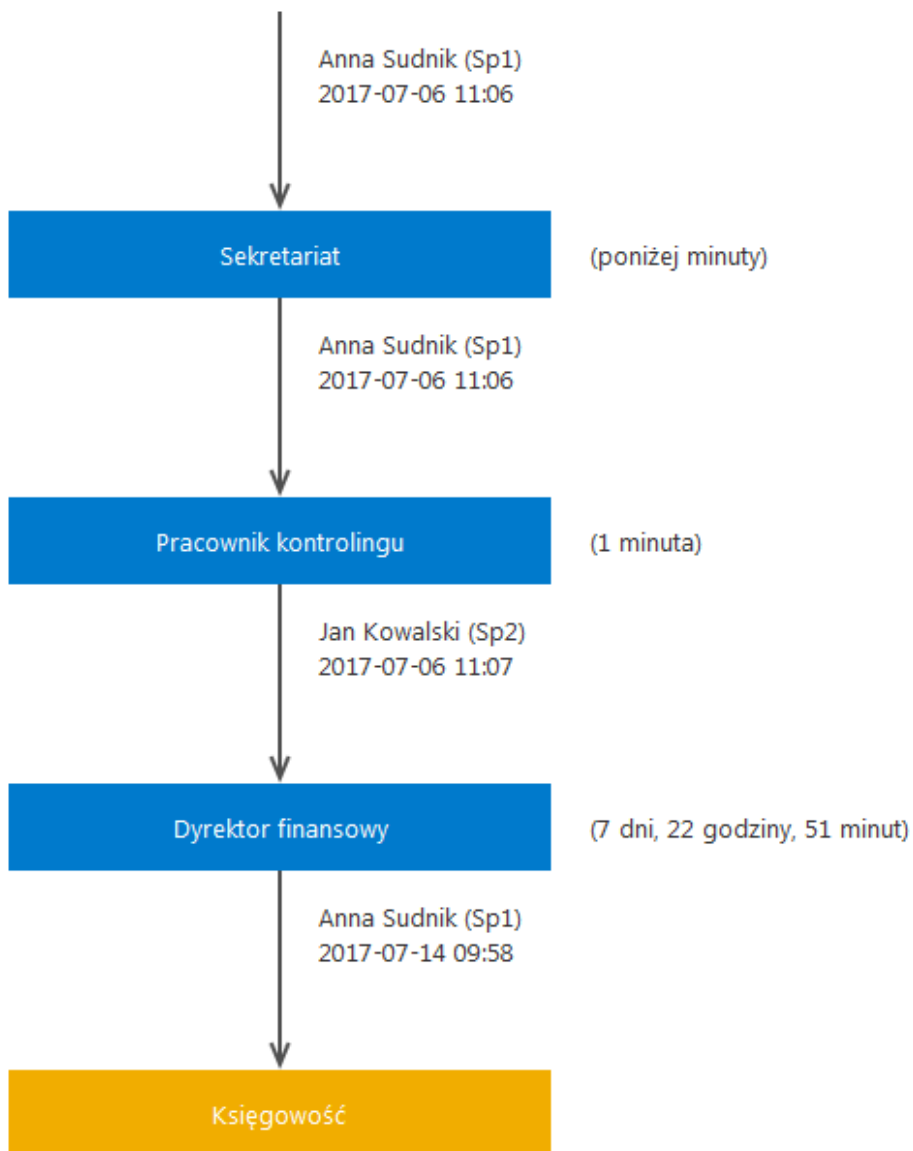 Anna Sudnik (Sp1)
2017-07-06 11:06
Sekretariat
(poniżej minuty)
Anna Sudnik (Sp1)
2017-07-06 11:06
Pracownik kontrolingu
(1 minuta)
Jan Kowalski (Sp2)
2017-07-06 11:07
Dyrektor finansowy
(7 dni, 22 godziny, 51 minut)
Anna Sudnik (Sp1)
2017-07-14 09:58
Księgowość